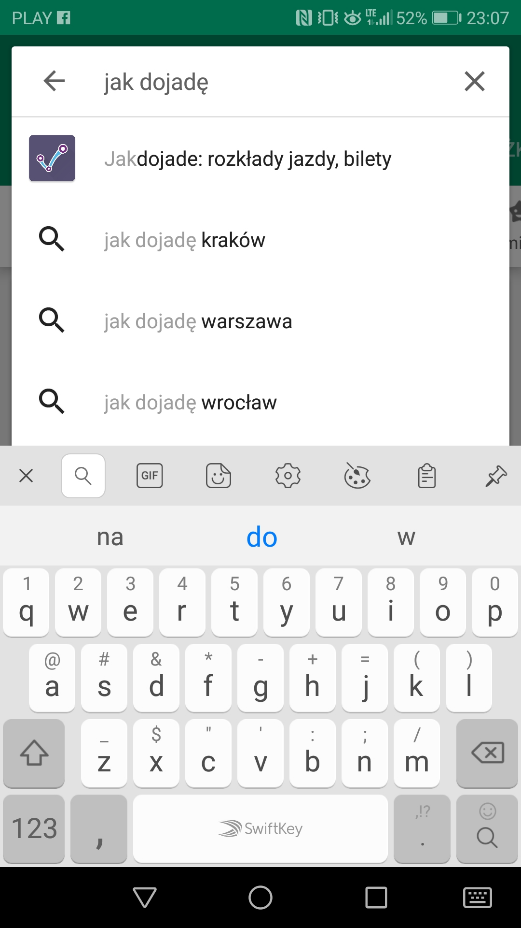 PLAY LTE 52% 23:07
jak dojadę
Jakdojade: rozkłady jazdy, bilety
jak dojadę kraków
jak dojadę warszawa
jak dojadę wrocław
GIF
na do w
1 2 3 4 5 6 7 8 9 0
q w e r t y u i o p
@ # & * - + = ( )
a s d f g h j k l
_ $ " ' : ; /
z x c v b n m
,!?
123 , SwiftKey .